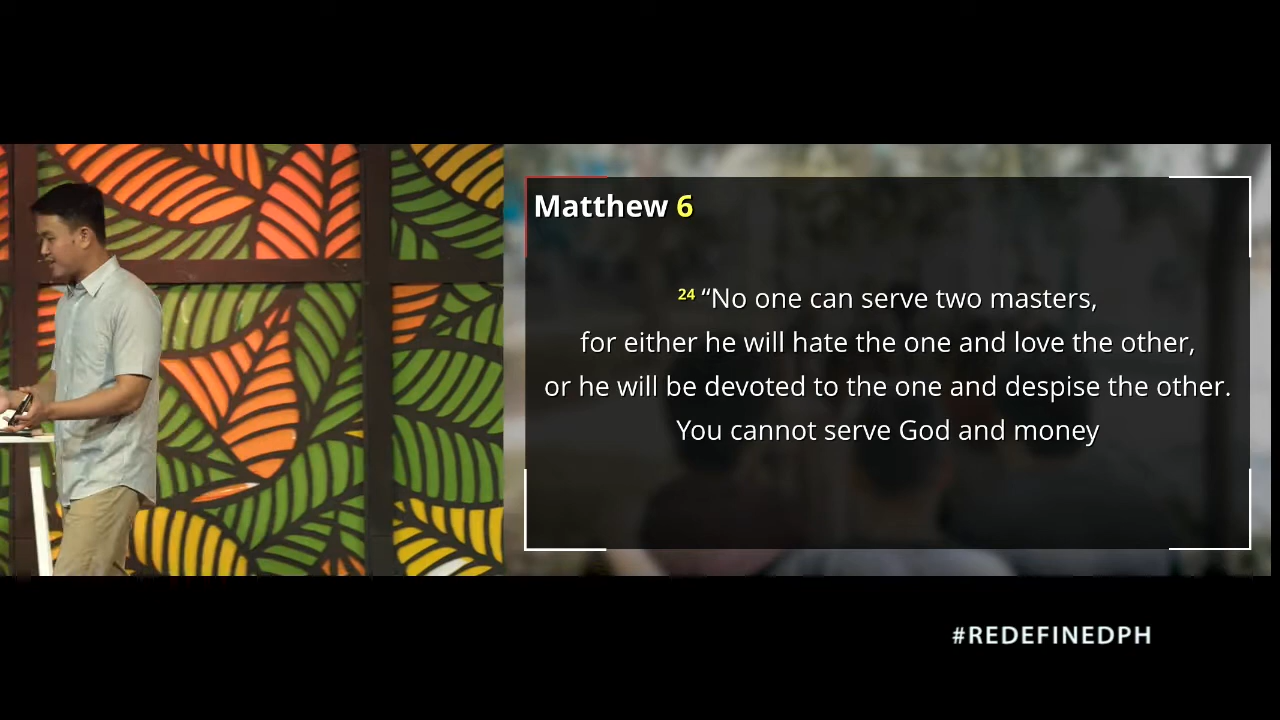 Matthew 6
24 “No one can serve two masters,
for either he will hate the one and love the other,
or he will be devoted to the one and despise the other.
You cannot serve God and money
#REDEFINEDPH